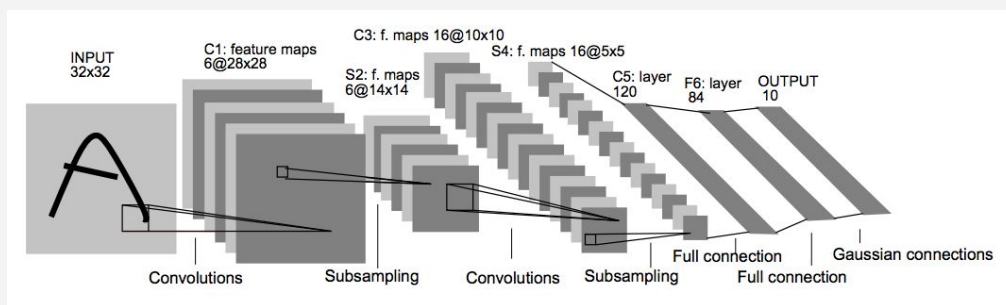 INPUT
32x32
C1: feature maps
6@28x28
S2: f. maps
6@14x14
C3: f. maps 16@10x10
S4: f. maps 16@5x5
C5: layer
120
F6: layer
84
OUTPUT
10
Convolutions
Subsampling
Convolutions
Subsampling
Full connection
Full connection
Gaussian connections
A